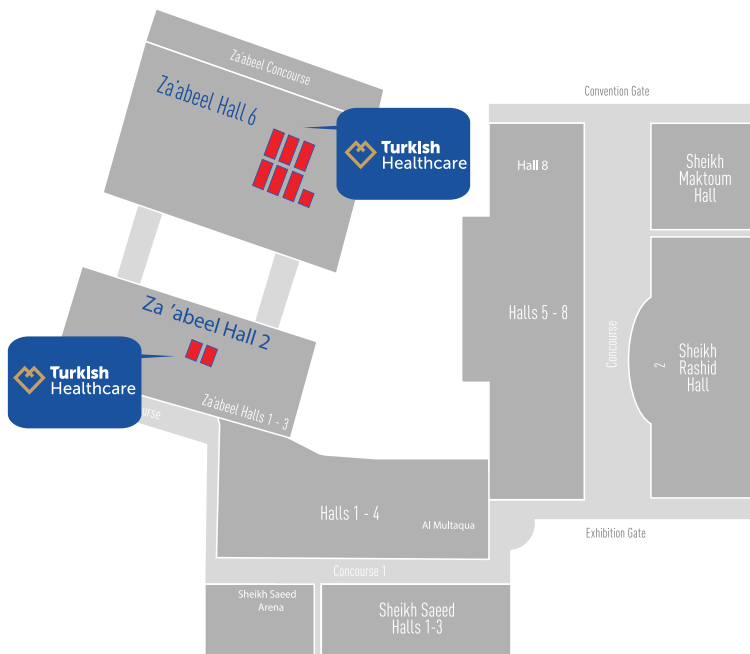 Za'abeel Concourse
Za'abeel Hall 6
Turkish
Healthcare
Convention Gate
Hall 8
Sheikh
Maktoum
Hall
Za 'abeel Hall 2
Halls 5 - 8
Concourse
2
Sheikh
Rashid
Hall
Turkish
Healthcare
Za'abeel Halls 1 - 3
Halls 1 - 4
Al Multaqua
Exhibition Gate
Concourse 1
Sheikh Saeed
Arena
Sheikh Saeed
Halls 1-3